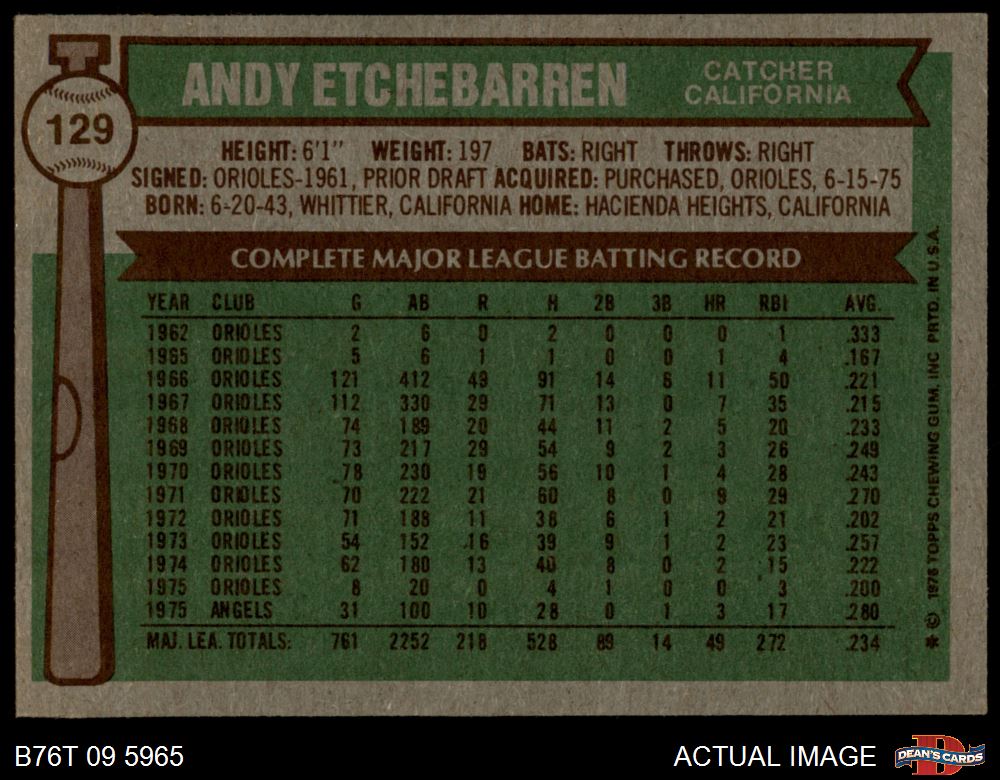 129
ANDY ETCHEBARREN
CATCHER
CALIFORNIA
HEIGHT: 6'1" WEIGHT: 197 BATS: RIGHT THROWS: RIGHT
SIGNED: ORIOLES-1961, PRIOR DRAFT ACQUIRED: PURCHASED, ORIOLES, 6-15-75
BORN: 6-20-43, WHITTIER, CALIFORNIA HOME: HACIENDA HEIGHTS, CALIFORNIA
COMPLETE MAJOR LEAGUE BATTING RECORD
YEAR CLUB G AB R H 2B 3B HR RBI AVG.
1962 ORIOLES 2 6 0 2 0 0 0 1 .333
1965 ORIOLES 5 6 1 1 0 0 1 4 .167
1966 ORIOLES 121 412 49 91 14 6 11 50 .221
1967 ORIOLES 112 330 29 71 13 0 7 35 .215
1968 ORIOLES 74 189 20 44 11 2 5 20 .233
1969 ORIOLES 73 217 29 54 9 2 3 26 .249
1970 ORIOLES 78 230 19 56 10 1 4 28 .243
1971 ORIOLES 70 222 21 60 8 0 9 29 .270
1972 ORIOLES 71 188 11 38 6 1 2 21 .202
1973 ORIOLES 54 152 16 39 9 1 2 23 .257
1974 ORIOLES 62 180 13 40 8 0 2 15 .222
1975 ORIOLES 8 20 0 4 1 0 0 3 .200
1975 ANGELS 31 100 10 28 0 1 3 17 .280
MAJ. LEA. TOTALS: 761 2252 218 528 89 14 49 272 .234
* © 1976 TOPPS CHEWING GUM, INC PRTD. IN U.S.A.
B76T 09 5965
ACTUAL IMAGE
D
DEAN'S CARDS